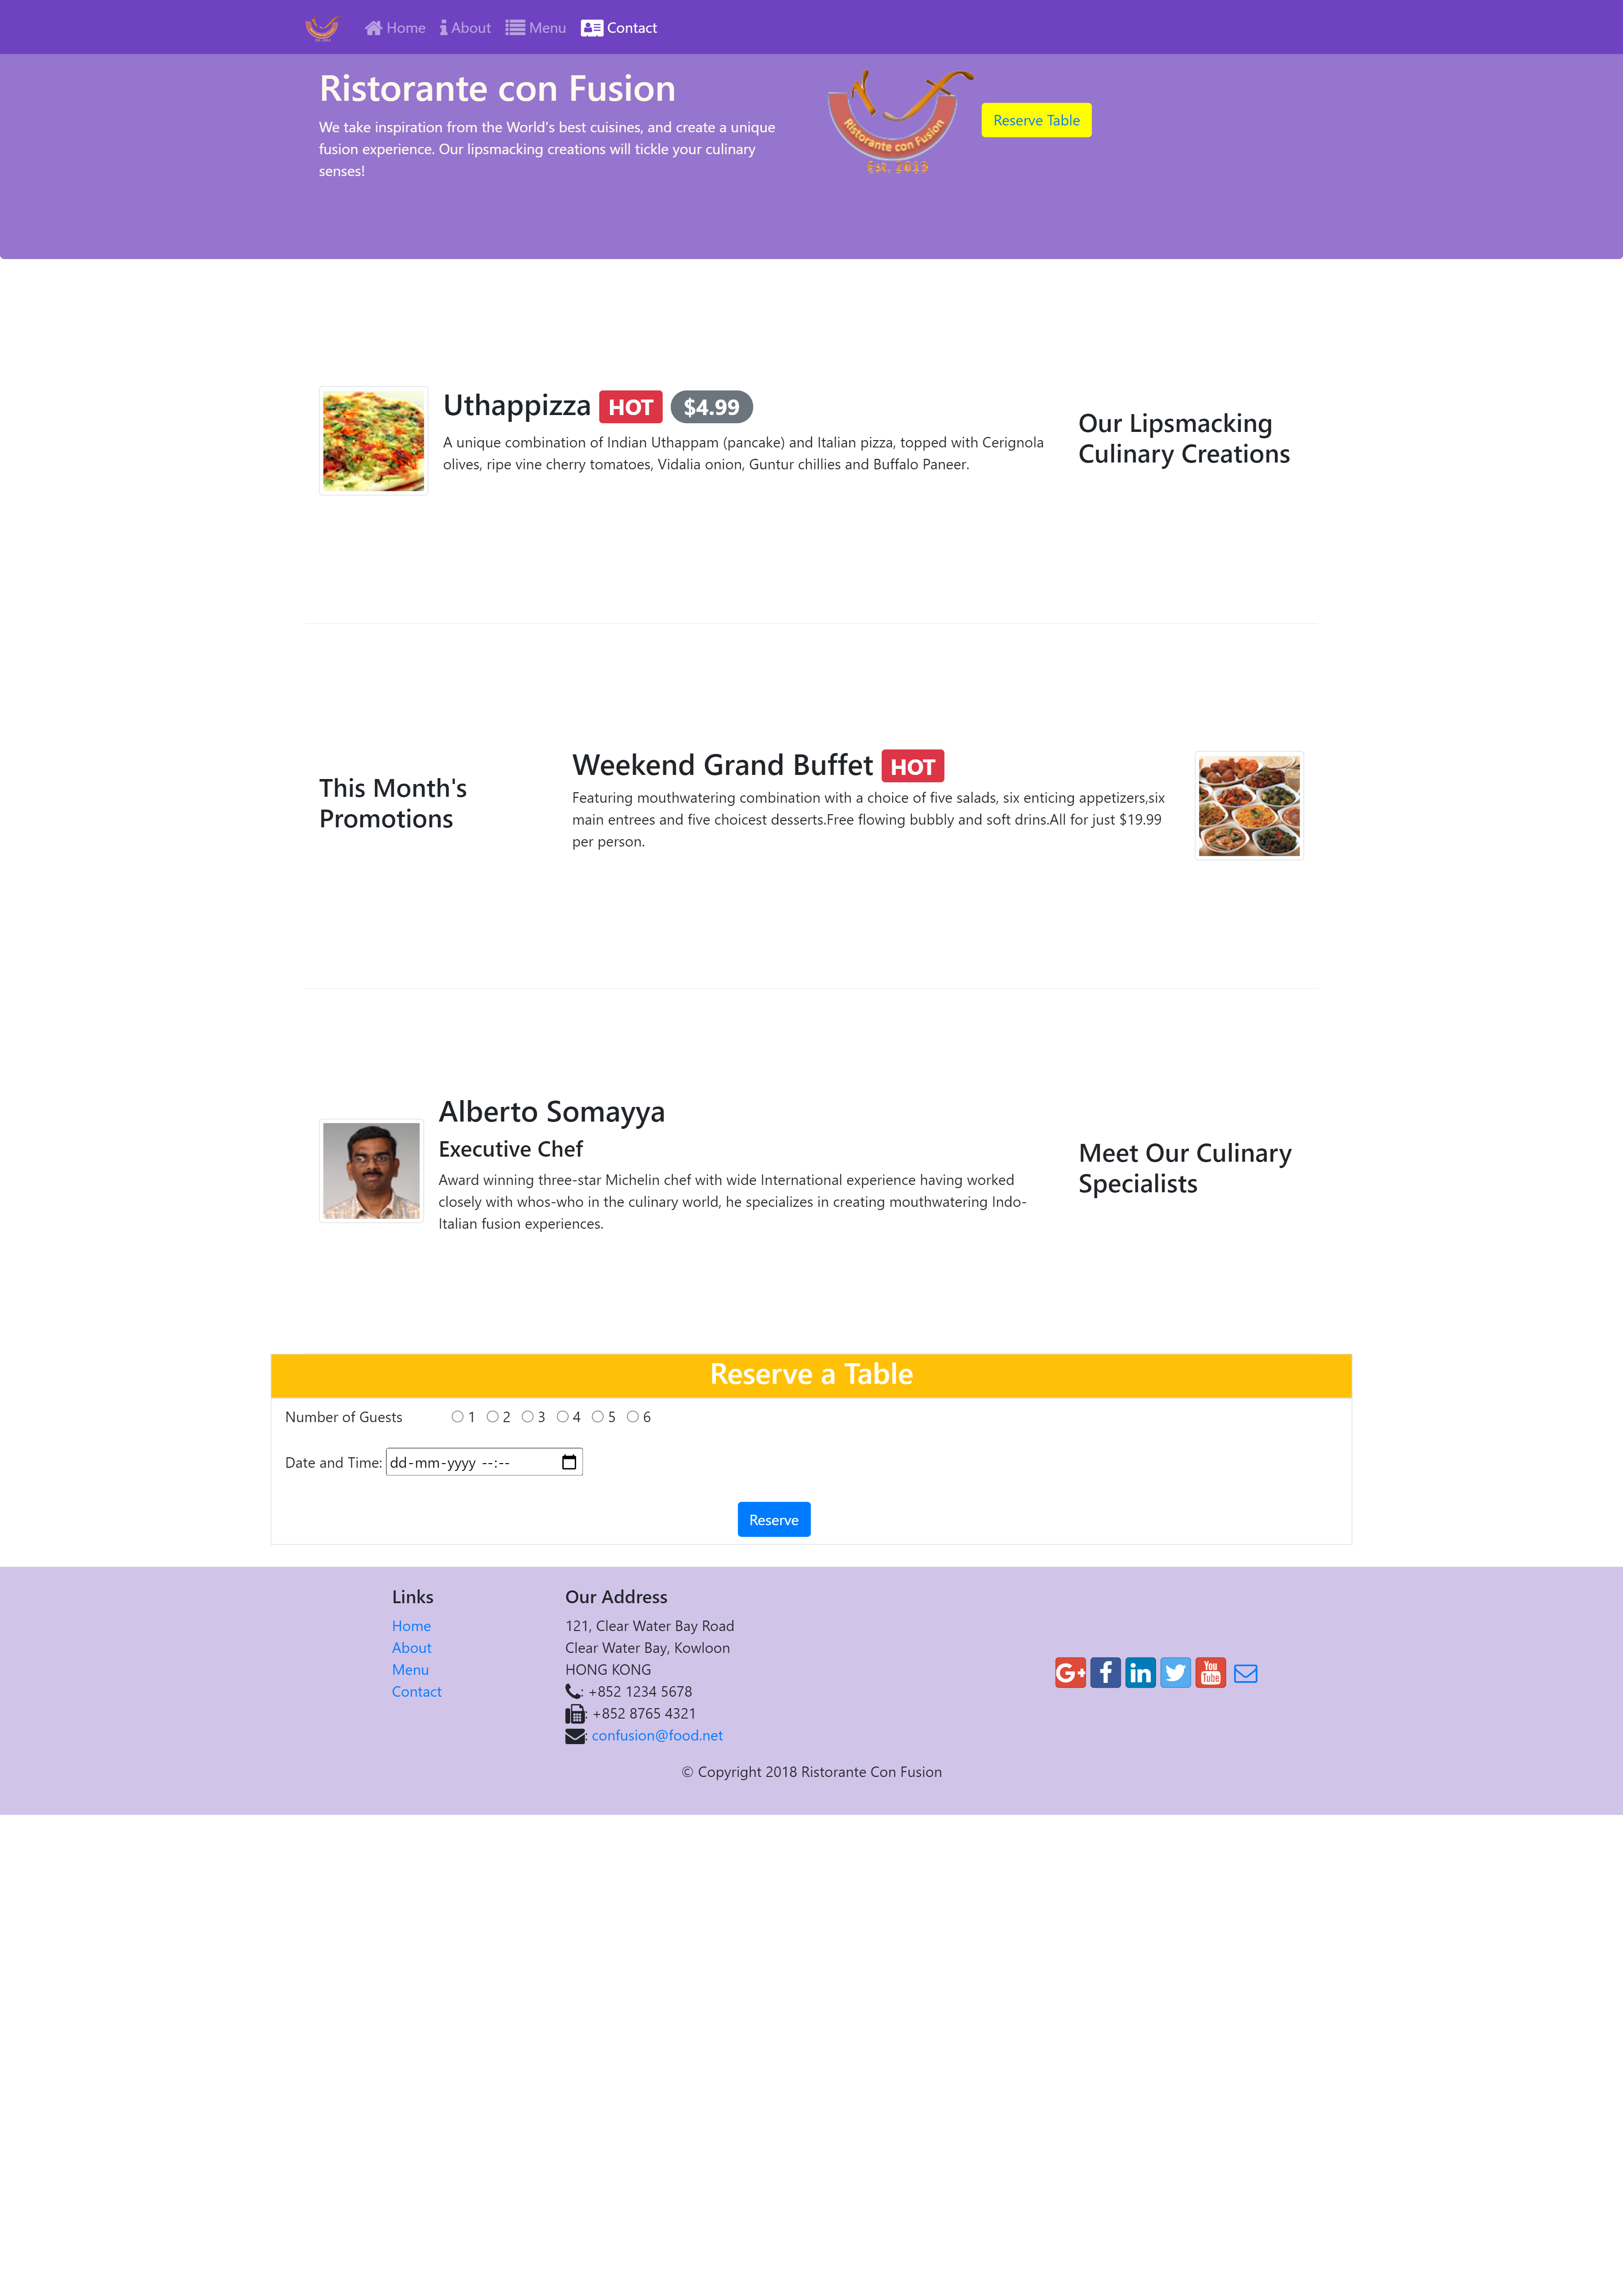 Home About Menu Contact
Ristorante con Fusion
We take inspiration from the World's best cuisines, and create a unique
fusion experience. Our lipsmacking creations will tickle your culinary
senses!
Ristorante con Fusion
Est. 2013
Reserve Table
Uthappizza HOT $4.99
A unique combination of Indian Uthappam (pancake) and Italian pizza, topped with Cerignola
olives, ripe vine cherry tomatoes, Vidalia onion, Guntur chillies and Buffalo Paneer.
Our Lipsmacking
Culinary Creations
This Month's
Promotions
Weekend Grand Buffet HOT
Featuring mouthwatering combination with a choice of five salads, six enticing appetizers,six
main entrees and five choicest desserts.Free flowing bubbly and soft drins.All for just $19.99
per person.
Alberto Somayya
Executive Chef
Award winning three-star Michelin chef with wide International experience having worked
closely with whos-who in the culinary world, he specializes in creating mouthwatering Indo-
Italian fusion experiences.
Meet Our Culinary
Specialists
Reserve a Table
Number of Guests 1 2 3 4 5 6
Date and Time: dd-mm-yyyy --:--
Reserve
Links
Home
About
Menu
Contact
Our Address
121, Clear Water Bay Road
Clear Water Bay, Kowloon
HONG KONG
: +852 1234 5678
: +852 8765 4321
: confusion@food.net
G+ f in You Tube
© Copyright 2018 Ristorante Con Fusion